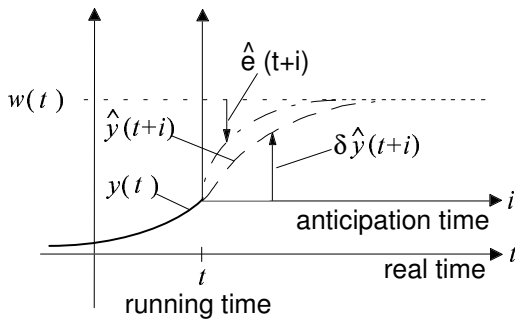 ê (t+i)
w(t)
ŷ(t+i)
δŷ(t+i)
y(t)
i
anticipation time
t
real time
t
running time